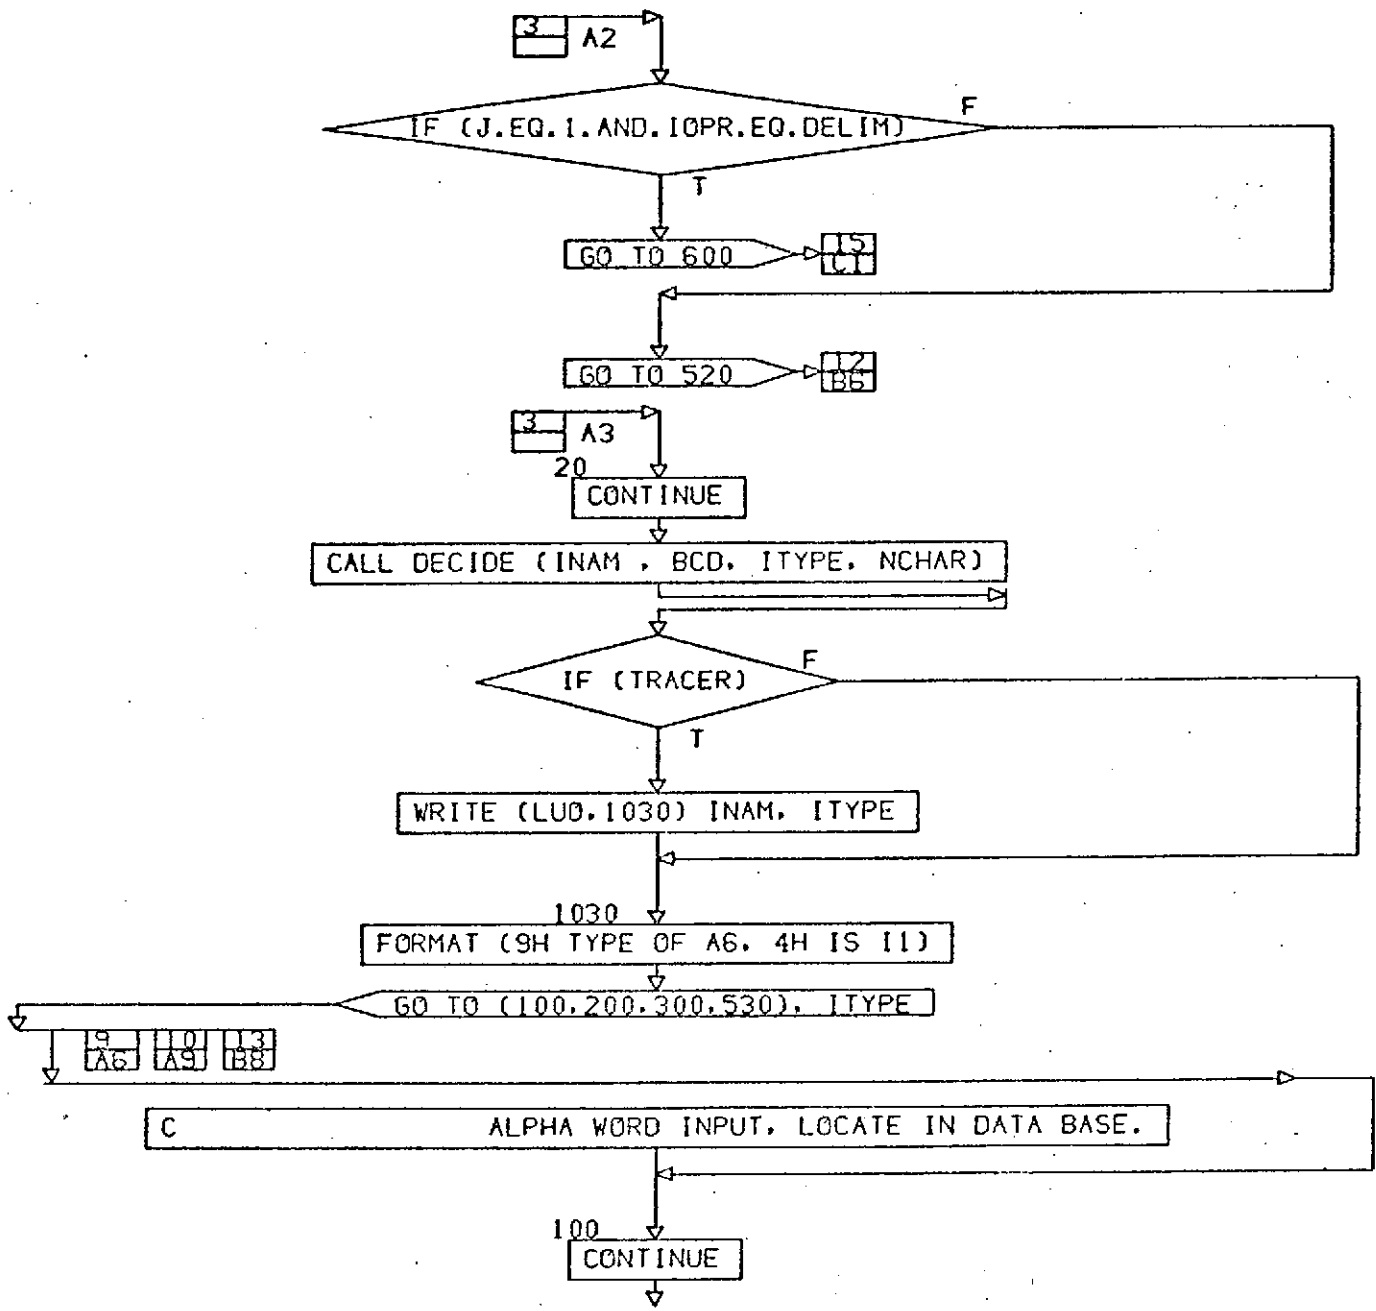 3
A2
IF (J.EQ.1.AND.IOPR.EQ.DELIM)
F
T
GO TO 600
15
C1
GO TO 520
12
B6
3
A3
20
CONTINUE
CALL DECIDE (INAM , BCD, ITYPE, NCHAR)
IF (TRACER)
F
T
WRITE (LUO,1030) INAM, ITYPE
1030
FORMAT (9H TYPE OF A6, 4H IS I1)
GO TO (100,200,300,530), ITYPE
9 10 13
A6 A9 B8
C ALPHA WORD INPUT, LOCATE IN DATA BASE.
100
CONTINUE